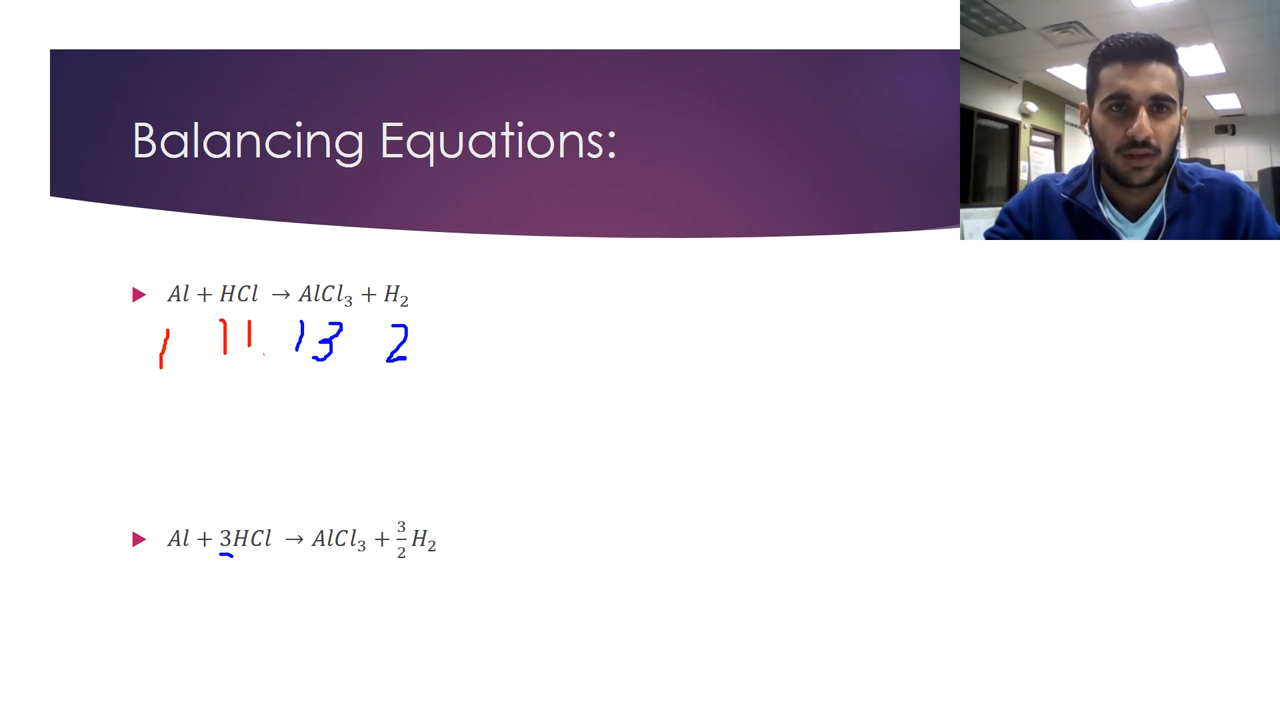 Balancing Equations:
Al + HCl → AlCl₃ + H₂
1 1 1 1 3 2
Al + 3HCl → AlCl₃ + 3/2 H₂